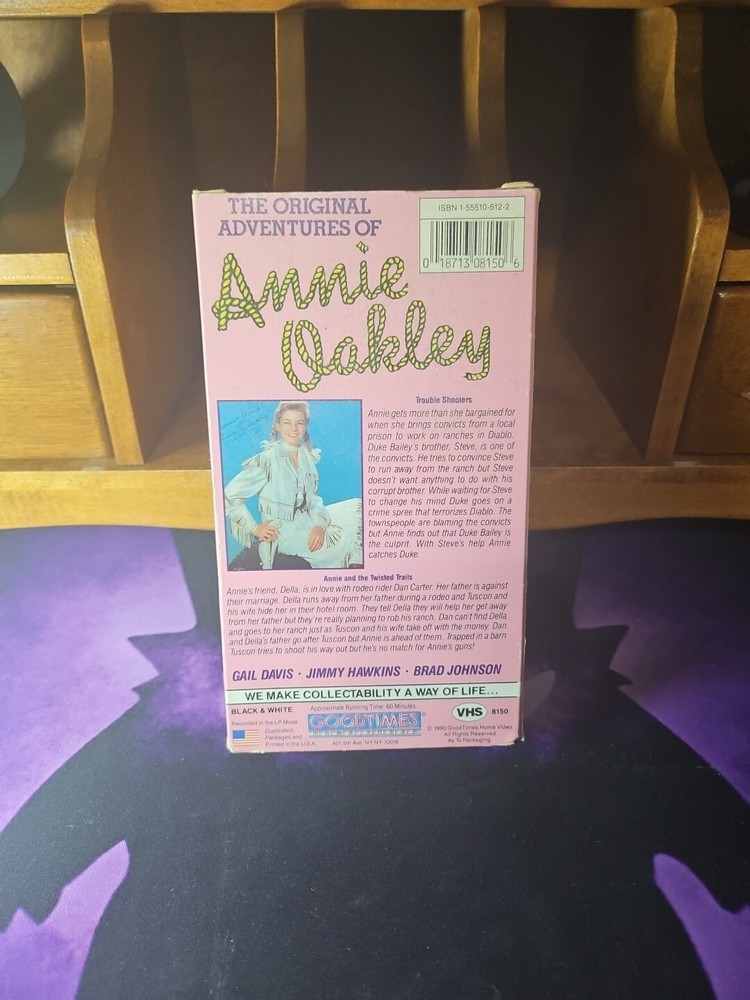 THE ORIGINAL
ADVENTURES OF
Annie
Oakley
ISBN 1-55510-512-2
0 18713 08150 6
Trouble Shooters
Annie gets more than she bargained for
when she brings convicts from a local
prison to work on ranches in Diablo.
Duke Bailey's brother, Steve, is one of
the convicts. He tries to convince Steve
to run away from the ranch but Steve
doesn't want anything to do with his
corrupt brother. While waiting for Steve
to change his mind Duke goes on a
crime spree that terrorizes Diablo. The
townspeople are blaming the convicts
but Annie finds out that Duke Bailey is
the culprit. With Steve's help Annie
catches Duke.
Annie and the Twisted Trails
Annie's friend, Della, is in love with rodeo rider Dan Carter. Her father is against
their marriage. Della runs away from her father during a rodeo and Tuscon and
his wife hide her in their hotel room. They tell Della they will help her get away
from her father but they're really planning to rob his ranch. Dan can't find Della
and goes to her ranch just as Tuscon and his wife take off with the money. Dan
and Della's father go after Tuscon but Annie is ahead of them. Trapped in a barn
Tuscon tries to shoot his way out but he's no match for Annie's guns!
GAIL DAVIS · JIMMY HAWKINS · BRAD JOHNSON
WE MAKE COLLECTABILITY A WAY OF LIFE...
BLACK & WHITE
Recorded in the LP Mode
Duplicated,
Packaged and
Printed in the U.S.A.
Approximate Running Time: 60 Minutes
GOODTIMES
HOME VIDEO
401 5th Ave. NY NY 10016
VHS 8150
© 1990 GoodTimes Home Video
All Rights Reserved
As To Packaging